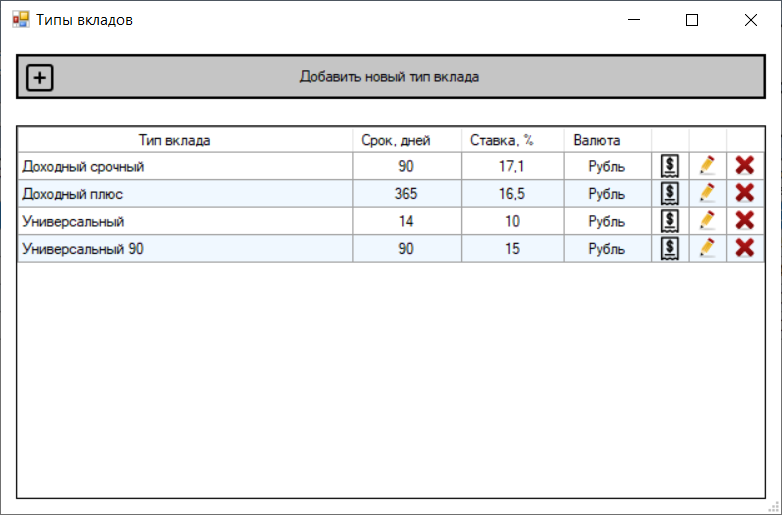 Типы вкладов
Добавить новый тип вклада
Тип вклада Срок, дней Ставка, % Валюта
Доходный срочный 90 17,1 Рубль
Доходный плюс 365 16,5 Рубль
Универсальный 14 10 Рубль
Универсальный 90 90 15 Рубль